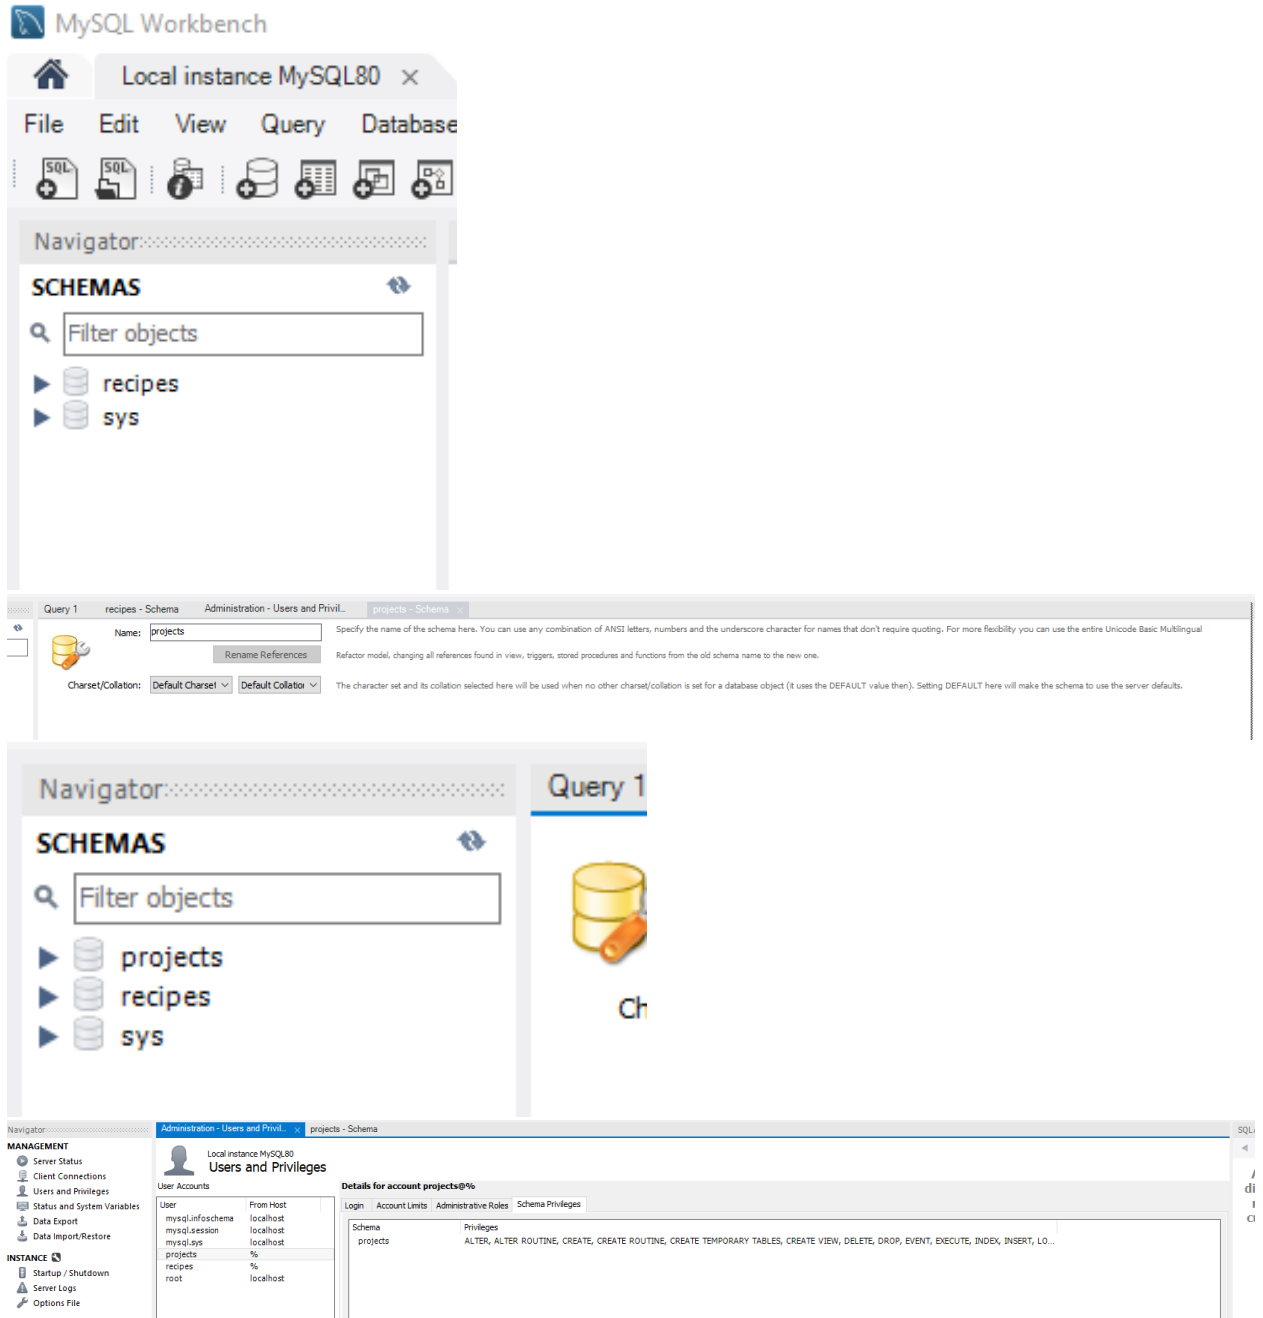 MySQL Workbench
Local instance MySQL80 ×
File Edit View Query Database
SQL SQL
Navigator
SCHEMAS
Filter objects
recipes
sys
Query 1 recipes - Schema Administration - Users and Privil... projects - Schema ×
Name: projects Specify the name of the schema here. You can use any combination of ANSI letters, numbers and the underscore character for names that don't require quoting. For more flexibility you can use the entire Unicode Basic Multilingual
Rename References Refactor model, changing all references found in view, triggers, stored procedures and functions from the old schema name to the new one.
Charset/Collation: Default Charset Default Collation The character set and its collation selected here will be used when no other charset/collation is set for a database object (it uses the DEFAULT value then). Setting DEFAULT here will make the schema to use the server defaults.
Navigator Query 1
SCHEMAS
Filter objects
projects
recipes
sys
Ch
Navigator Administration - Users and Privil... × projects - Schema SQL
MANAGEMENT
Server Status
Client Connections
Users and Privileges
Status and System Variables
Data Export
Data Import/Restore
INSTANCE
Startup / Shutdown
Server Logs
Options File
Local instance MySQL80
Users and Privileges
User Accounts
User From Host
mysql.infoschema localhost
mysql.session localhost
mysql.sys localhost
projects %
recipes %
root localhost
Details for account projects@%
Login Account Limits Administrative Roles Schema Privileges
Schema Privileges
projects ALTER, ALTER ROUTINE, CREATE, CREATE ROUTINE, CREATE TEMPORARY TABLES, CREATE VIEW, DELETE, DROP, EVENT, EXECUTE, INDEX, INSERT, LO...
di